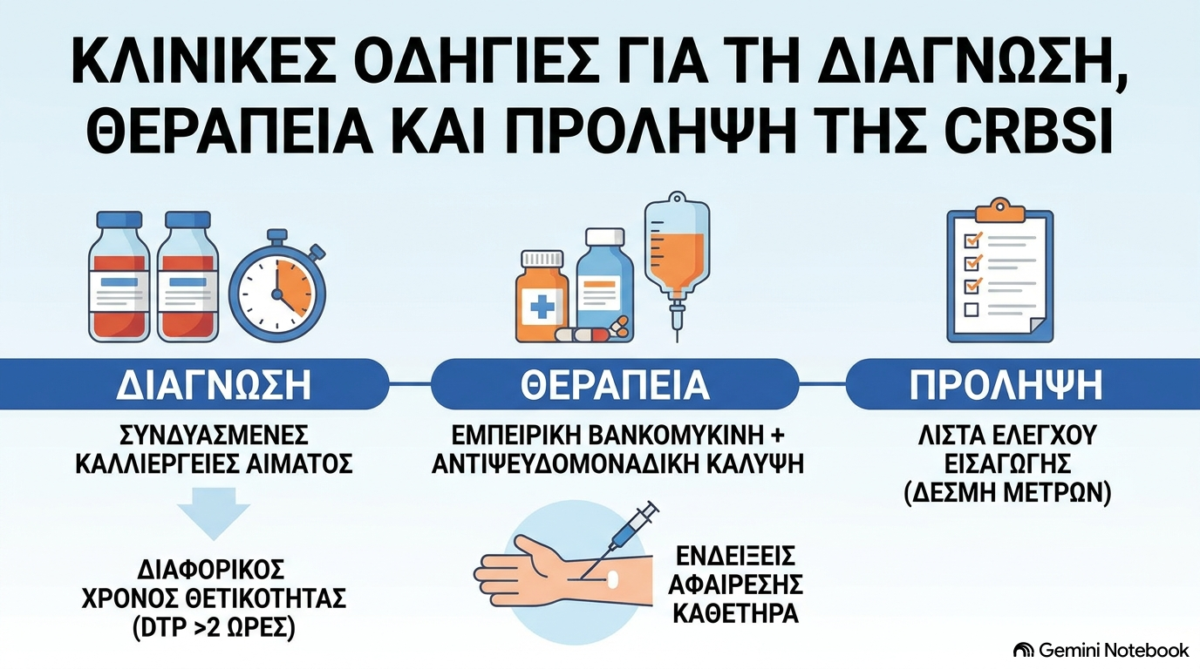 ΚΛΙΝΙΚΕΣ ΟΔΗΓΙΕΣ ΓΙΑ ΤΗ ΔΙΑΓΝΩΣΗ,
ΘΕΡΑΠΕΙΑ ΚΑΙ ΠΡΟΛΗΨΗ ΤΗΣ CRBSI
ΔΙΑΓΝΩΣΗ
ΣΥΝΔΥΑΣΜΕΝΕΣ
ΚΑΛΛΙΕΡΓΕΙΕΣ ΑΙΜΑΤΟΣ
ΔΙΑΦΟΡΙΚΟΣ
ΧΡΟΝΟΣ ΘΕΤΙΚΟΤΗΤΑΣ
(DTP >2 ΩΡΕΣ)
ΘΕΡΑΠΕΙΑ
ΕΜΠΕΙΡΙΚΗ ΒΑΝΚΟΜΥΚΙΝΗ +
ΑΝΤΙΨΕΥΔΟΜΟΝΑΔΙΚΗ ΚΑΛΥΨΗ
ΕΝΔΕΙΞΕΙΣ
ΑΦΑΙΡΕΣΗΣ
ΚΑΘΕΤΗΡΑ
ΠΡΟΛΗΨΗ
ΛΙΣΤΑ ΕΛΕΓΧΟΥ
ΕΙΣΑΓΩΓΗΣ
(ΔΕΣΜΗ ΜΕΤΡΩΝ)
Gemini Notebook